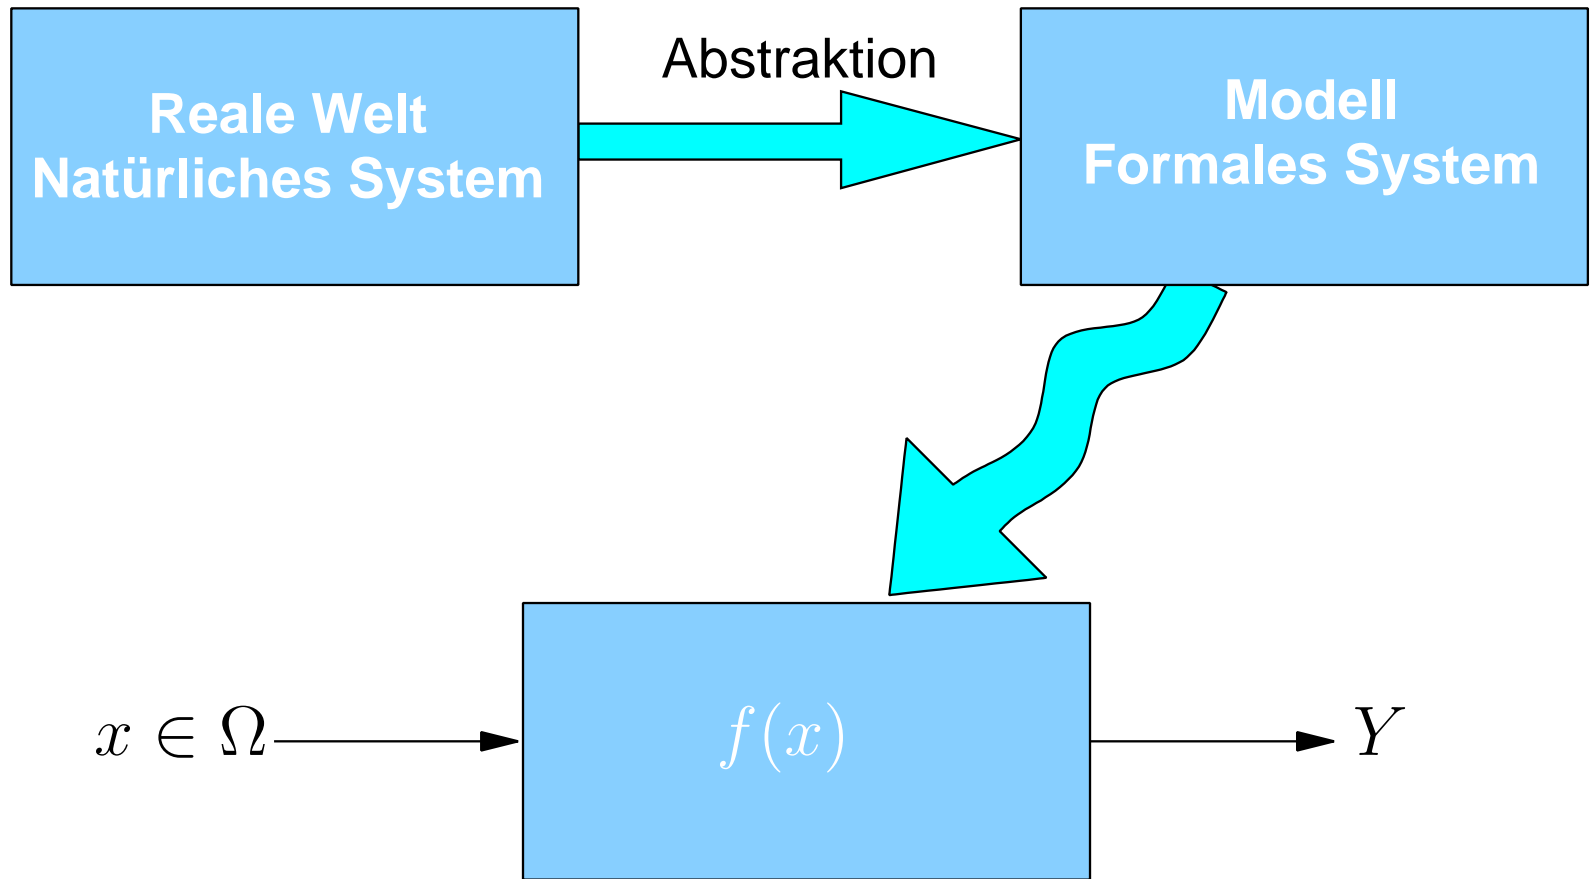 Abstraktion
Reale Welt
Natürliches System
Modell
Formales System
x ∈ Ω
f(x)
Y